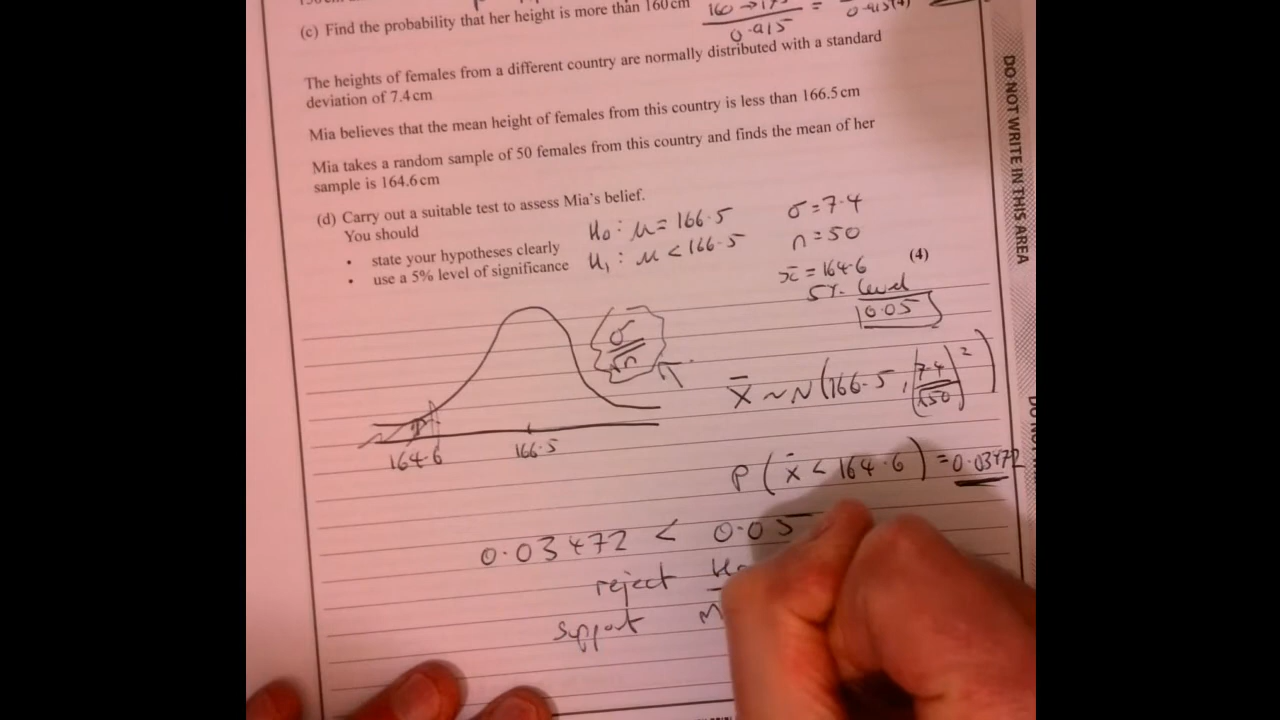 (c) Find the probability that her height is more than 160cm
0.915
The heights of females from a different country are normally distributed with a standard
deviation of 7.4cm
Mia believes that the mean height of females from this country is less than 166.5cm
Mia takes a random sample of 50 females from this country and finds the mean of her
sample is 164.6cm
(d) Carry out a suitable test to assess Mia's belief.
You should
• state your hypotheses clearly
• use a 5% level of significance
H₀ : μ = 166.5
H₁ : μ < 166.5
σ = 7.4
n = 50
x̄ = 164.6
(4)
5% level
0.05
σ/√n
164.6
166.5
X̄ ~ N(166.5, (7.4/√50)²)
P(x̄ < 164.6) = 0.03472
0.03472 < 0.05
reject H₀
support
DO NOT WRITE IN THIS AREA